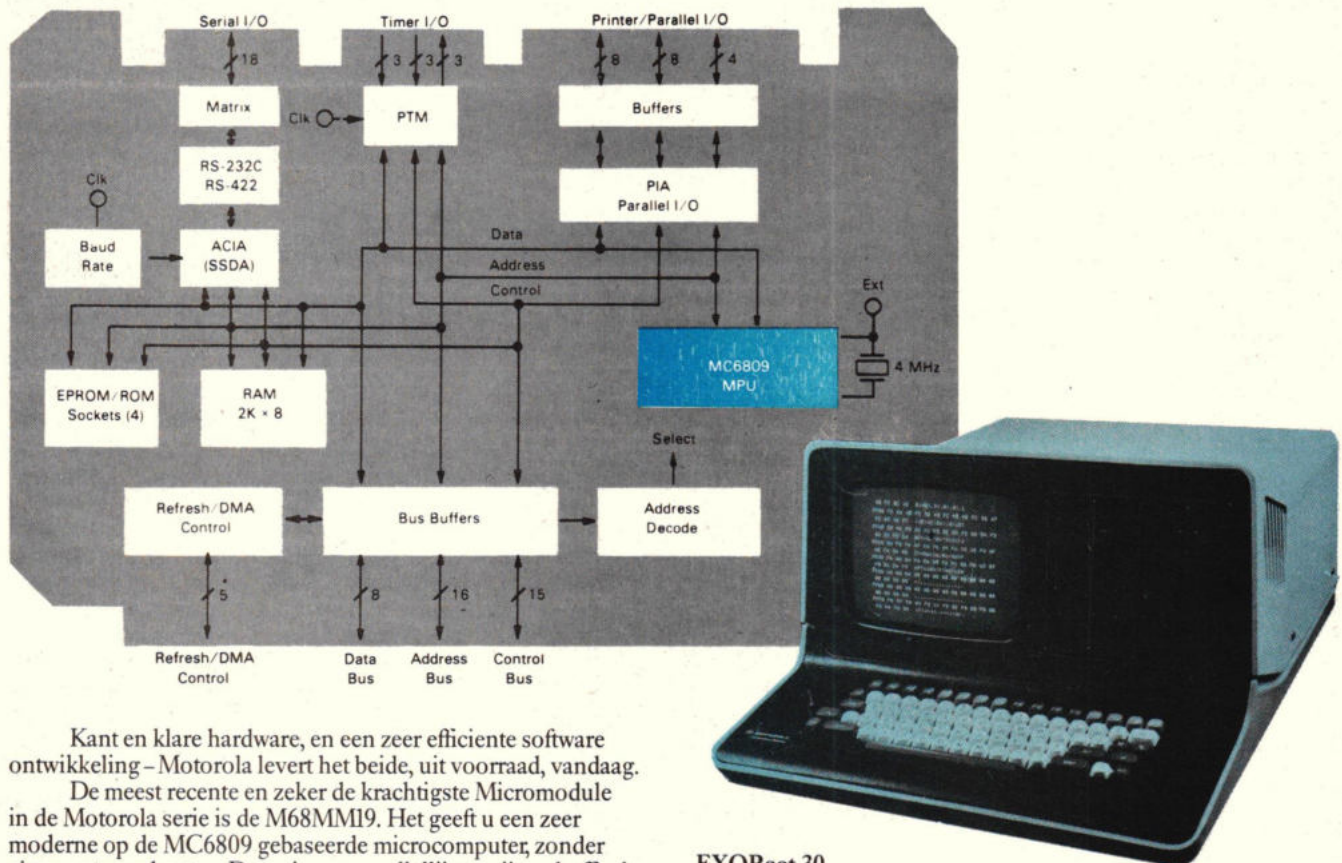 Serial I/O
Timer I/O
Printer/Parallel I/O
18
3
3
3
8
8
4
Matrix
Clk
PTM
Buffers
RS-232C
RS-422
Clk
PIA
Parallel I/O
Baud
Rate
ACIA
(SSDA)
Data
Address
Control
Ext
MC6809
MPU
4 MHz
EPROM/ROM
Sockets (4)
RAM
2K × 8
Select
Refresh/DMA
Control
Bus Buffers
Address
Decode
5
8
16
15
Refresh/DMA
Control
Data
Bus
Address
Bus
Control
Bus
Kant en klare hardware, en een zeer efficiente software
ontwikkeling – Motorola levert het beide, uit voorraad, vandaag.
De meest recente en zeker de krachtigste Micromodule
in de Motorola serie is de M68MM19. Het geeft u een zeer
moderne op de MC6809 gebaseerde microcomputer, zonder